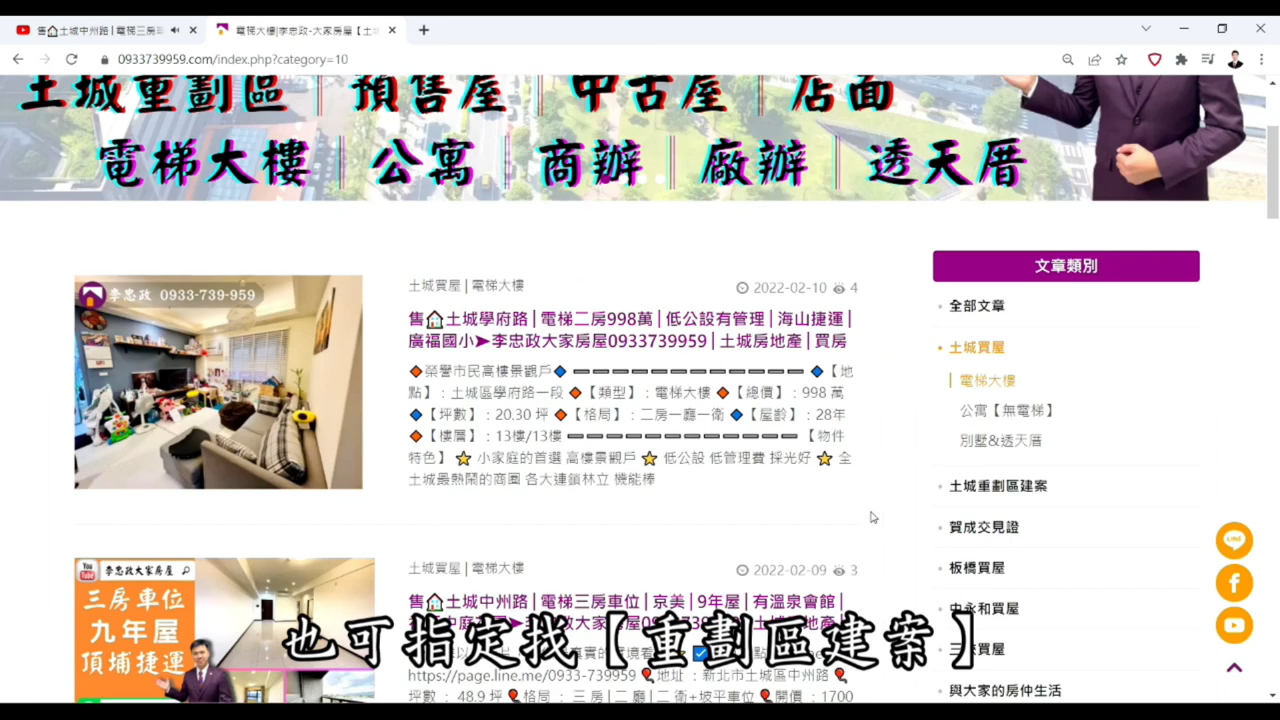 售🏠土城中州路|電梯三房
電梯大樓|李忠政-大家房屋【土
0933739959.com/index.php?category=10
土城重劃區｜預售屋｜中古屋｜店面
電梯大樓｜公寓｜商辦｜廠辦｜透天厝
李忠政 0933-739-959
土城買屋|電梯大樓
2022-02-10 4
售🏠土城學府路|電梯二房998萬|低公設有管理|海山捷運|
廣福國小➤李忠政大家房屋0933739959|土城房地產|買房
🔶榮譽市民高樓景觀戶🔷 ➖➖➖➖➖➖➖➖➖➖➖➖ 🔷【地
點】:土城區學府路一段 🔶【類型】:電梯大樓 🔶【總價】:998 萬
🔷【坪數】:20.30 坪 🔶【格局】:二房一廳一衛 🔷【屋齡】:28年
🔶【樓層】:13樓/13樓 ➖➖➖➖➖➖➖➖➖➖➖➖ 【物件
特色】⭐ 小家庭的首選 高樓景觀戶 ⭐ 低公設 低管理費 採光好 ⭐ 全
土城最熱鬧的商圈 各大連鎖林立 機能棒
You Tube 李忠政大家房屋
三房車位
九年屋
頂埔捷運
土城買屋|電梯大樓
2022-02-09 3
售🏠土城中州路|電梯三房車位|京美|9年屋|有溫泉會館|
https://page.line.me/0933-739959 📍地址 : 新北市土城區中州路 📍
坪數 : 48.9 坪 📍格局 : 三 房|二 廳|二 衛+坡平車位 📍開價 : 1700
文章類別
全部文章
土城買屋
電梯大樓
公寓【無電梯】
別墅&透天厝
土城重劃區建案
賀成交見證
板橋買屋
中永和買屋
三峽買屋
與大家的房仲生活
LINE
也可指定找【重劃區建案】